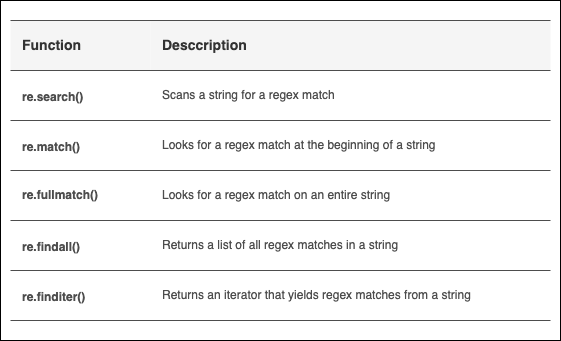 Function Desccription
re.search() Scans a string for a regex match
re.match() Looks for a regex match at the beginning of a string
re.fullmatch() Looks for a regex match on an entire string
re.findall() Returns a list of all regex matches in a string
re.finditer() Returns an iterator that yields regex matches from a string